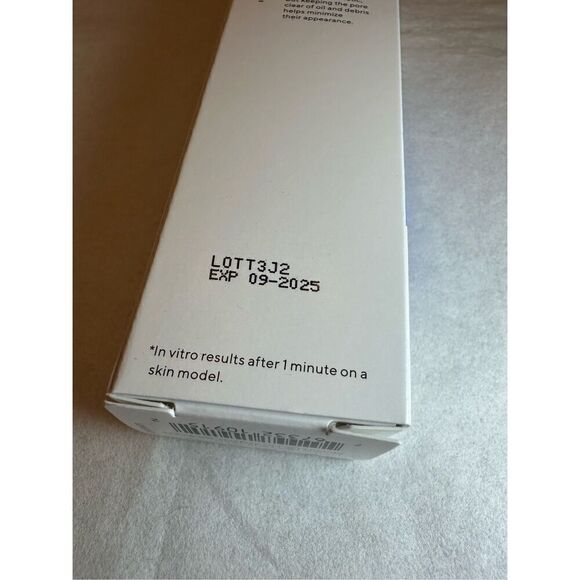 but keeping the pore
clear of oil and debris
helps minimize
their appearance.
LOTT3J2
EXP 09-2025
*In vitro results after 1 minute on a
skin model.